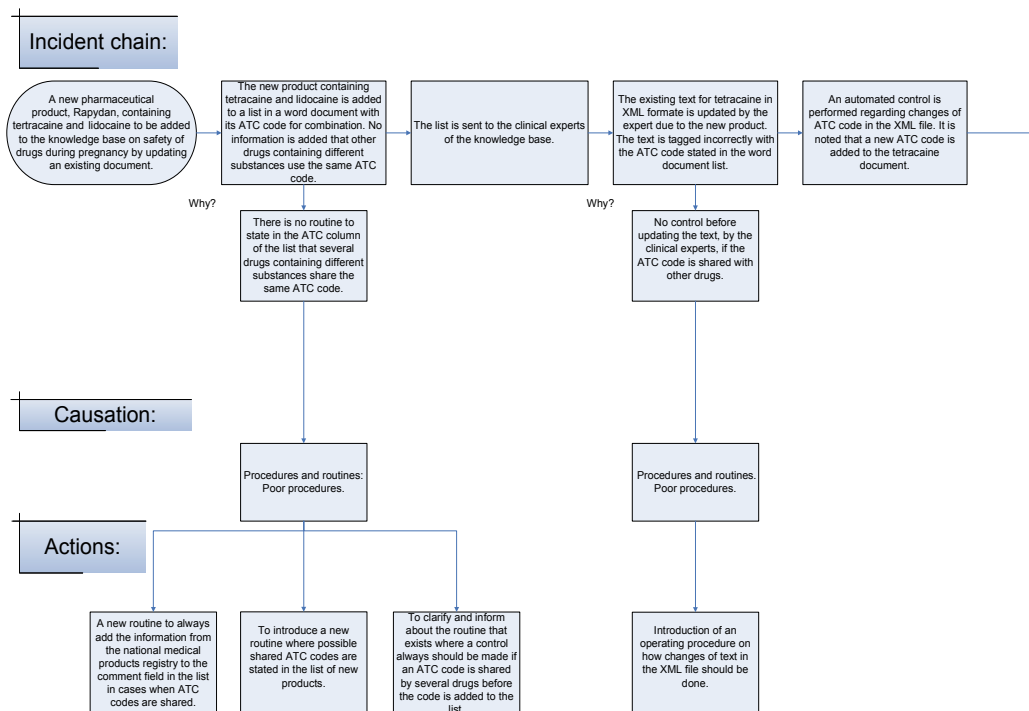 Incident chain:
A new pharmaceutical
product, Rapydan, containing
tertracaine and lidocaine to be added
to the knowledge base on safety of
drugs during pregnancy by updating
an existing document.
The new product containing
tetracaine and lidocaine is added
to a list in a word document with
its ATC code for combination. No
information is added that other
drugs containing different
substances use the same ATC
code.
The list is sent to the clinical experts
of the knowledge base.
The existing text for tetracaine in
XML formate is updated by the
expert due to the new product.
The text is tagged incorrectly with
the ATC code stated in the word
document list.
An automated control is
performed regarding changes of
ATC code in the XML file. It is
noted that a new ATC code is
added to the tetracaine
document.
Why?
There is no routine to
state in the ATC column
of the list that several
drugs containing different
substances share the
same ATC code.
Why?
No control before
updating the text, by the
clinical experts, if the
ATC code is shared with
other drugs.
Causation:
Procedures and routines:
Poor procedures.
Procedures and routines.
Poor procedures.
Actions:
A new routine to always
add the information from
the national medical
products registry to the
comment field in the list
in cases when ATC
codes are shared.
To introduce a new
routine where possible
shared ATC codes are
stated in the list of new
products.
To clarify and inform
about the routine that
exists where a control
always should be made if
an ATC code is shared
by several drugs before
the code is added to the
list.
Introduction of an
operating procedure on
how changes of text in
the XML file should be
done.